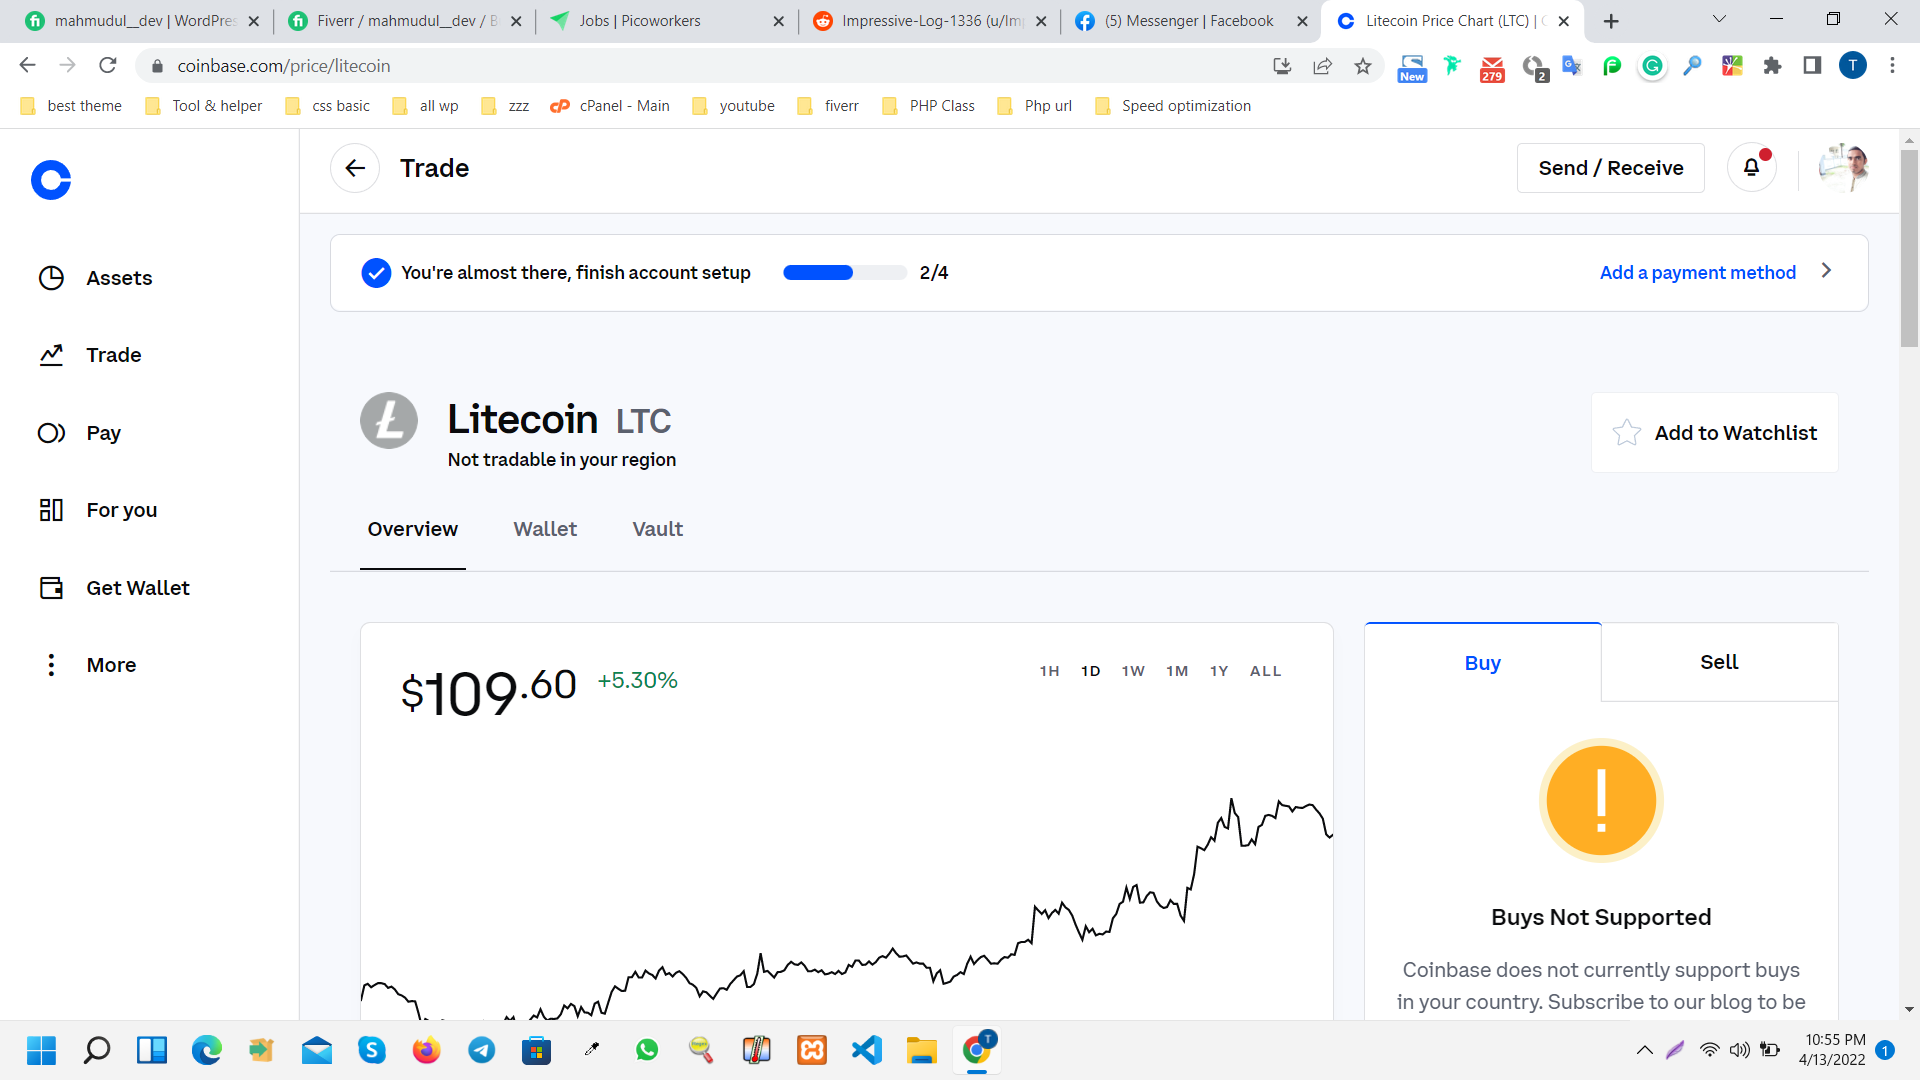 mahmudul__dev | WordPres
Fiverr / mahmudul__dev / B
Jobs | Picoworkers
Impressive-Log-1336 (u/Im
(5) Messenger | Facebook
Litecoin Price Chart (LTC) |
coinbase.com/price/litecoin
New
279
2
T
best theme
Tool & helper
css basic
all wp
zzz
cPanel - Main
youtube
fiverr
PHP Class
Php url
Speed optimization
Trade
Send / Receive
Assets
Trade
Pay
For you
Get Wallet
More
You're almost there, finish account setup
2/4
Add a payment method
Litecoin LTC
Not tradable in your region
Add to Watchlist
Overview
Wallet
Vault
$109.60 +5.30%
1H 1D 1W 1M 1Y ALL
Buy
Sell
Buys Not Supported
Coinbase does not currently support buys
in your country. Subscribe to our blog to be
T
10:55 PM
4/13/2022
1